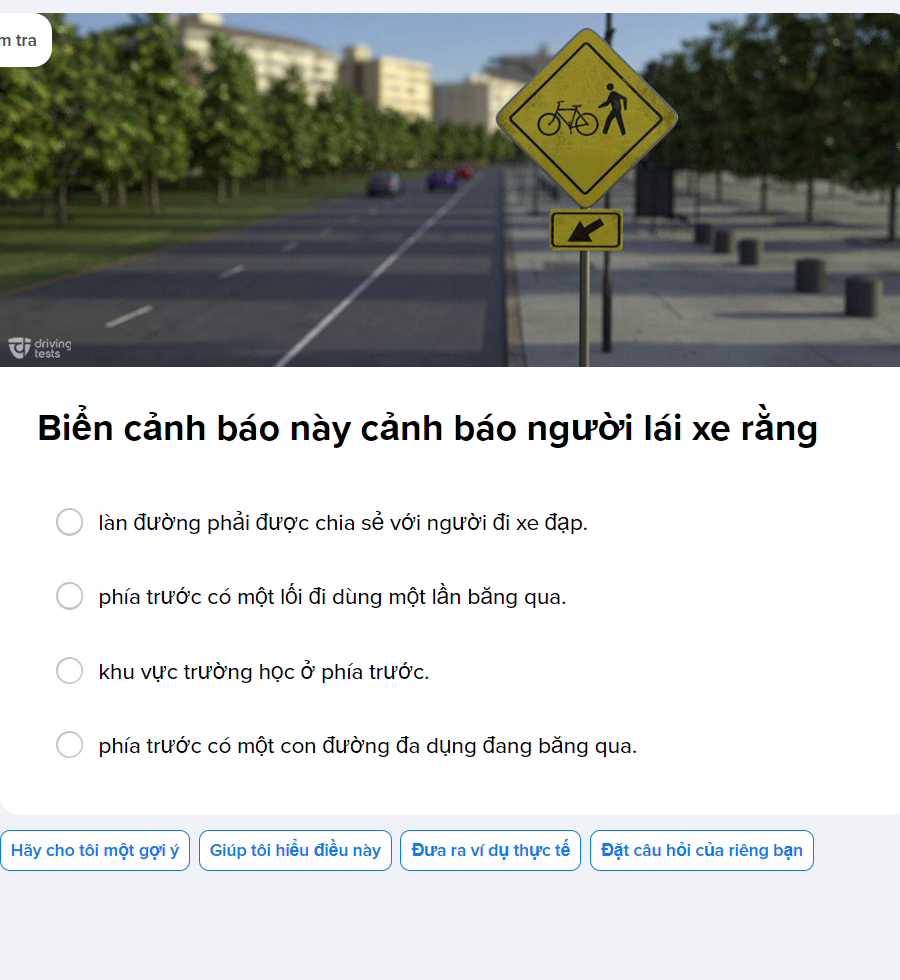 m tra
driving
tests
Biển cảnh báo này cảnh báo người lái xe rằng
làn đường phải được chia sẻ với người đi xe đạp.
phía trước có một lối đi dùng một lần băng qua.
khu vực trường học ở phía trước.
phía trước có một con đường đa dụng đang băng qua.
Hãy cho tôi một gợi ý
Giúp tôi hiểu điều này
Đưa ra ví dụ thực tế
Đặt câu hỏi của riêng bạn